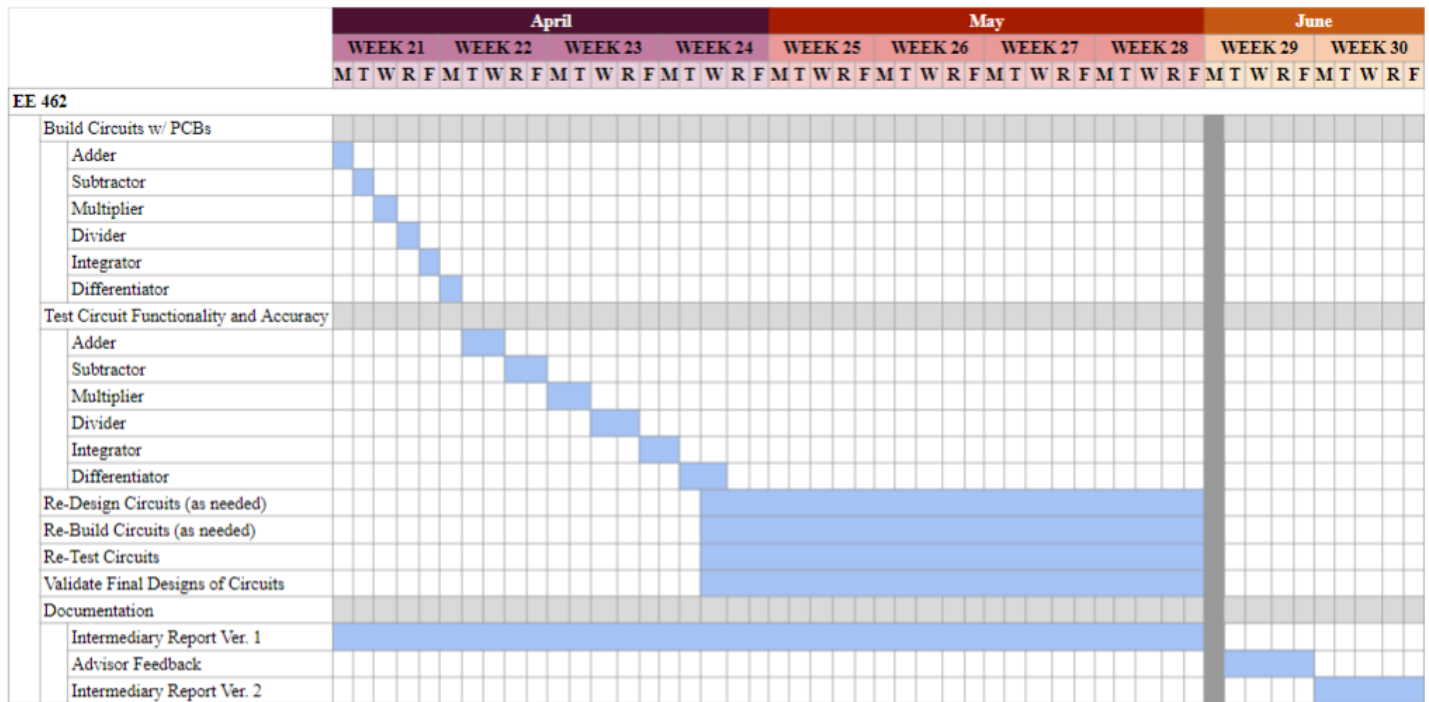 April May June
WEEK 21 WEEK 22 WEEK 23 WEEK 24 WEEK 25 WEEK 26 WEEK 27 WEEK 28 WEEK 29 WEEK 30
M T W R F M T W R F M T W R F M T W R F M T W R F M T W R F M T W R F M T W R F M T W R F M T W R F
EE 462
Build Circuits w/ PCBs
Adder
Subtractor
Multiplier
Divider
Integrator
Differentiator
Test Circuit Functionality and Accuracy
Adder
Subtractor
Multiplier
Divider
Integrator
Differentiator
Re-Design Circuits (as needed)
Re-Build Circuits (as needed)
Re-Test Circuits
Validate Final Designs of Circuits
Documentation
Intermediary Report Ver. 1
Advisor Feedback
Intermediary Report Ver. 2